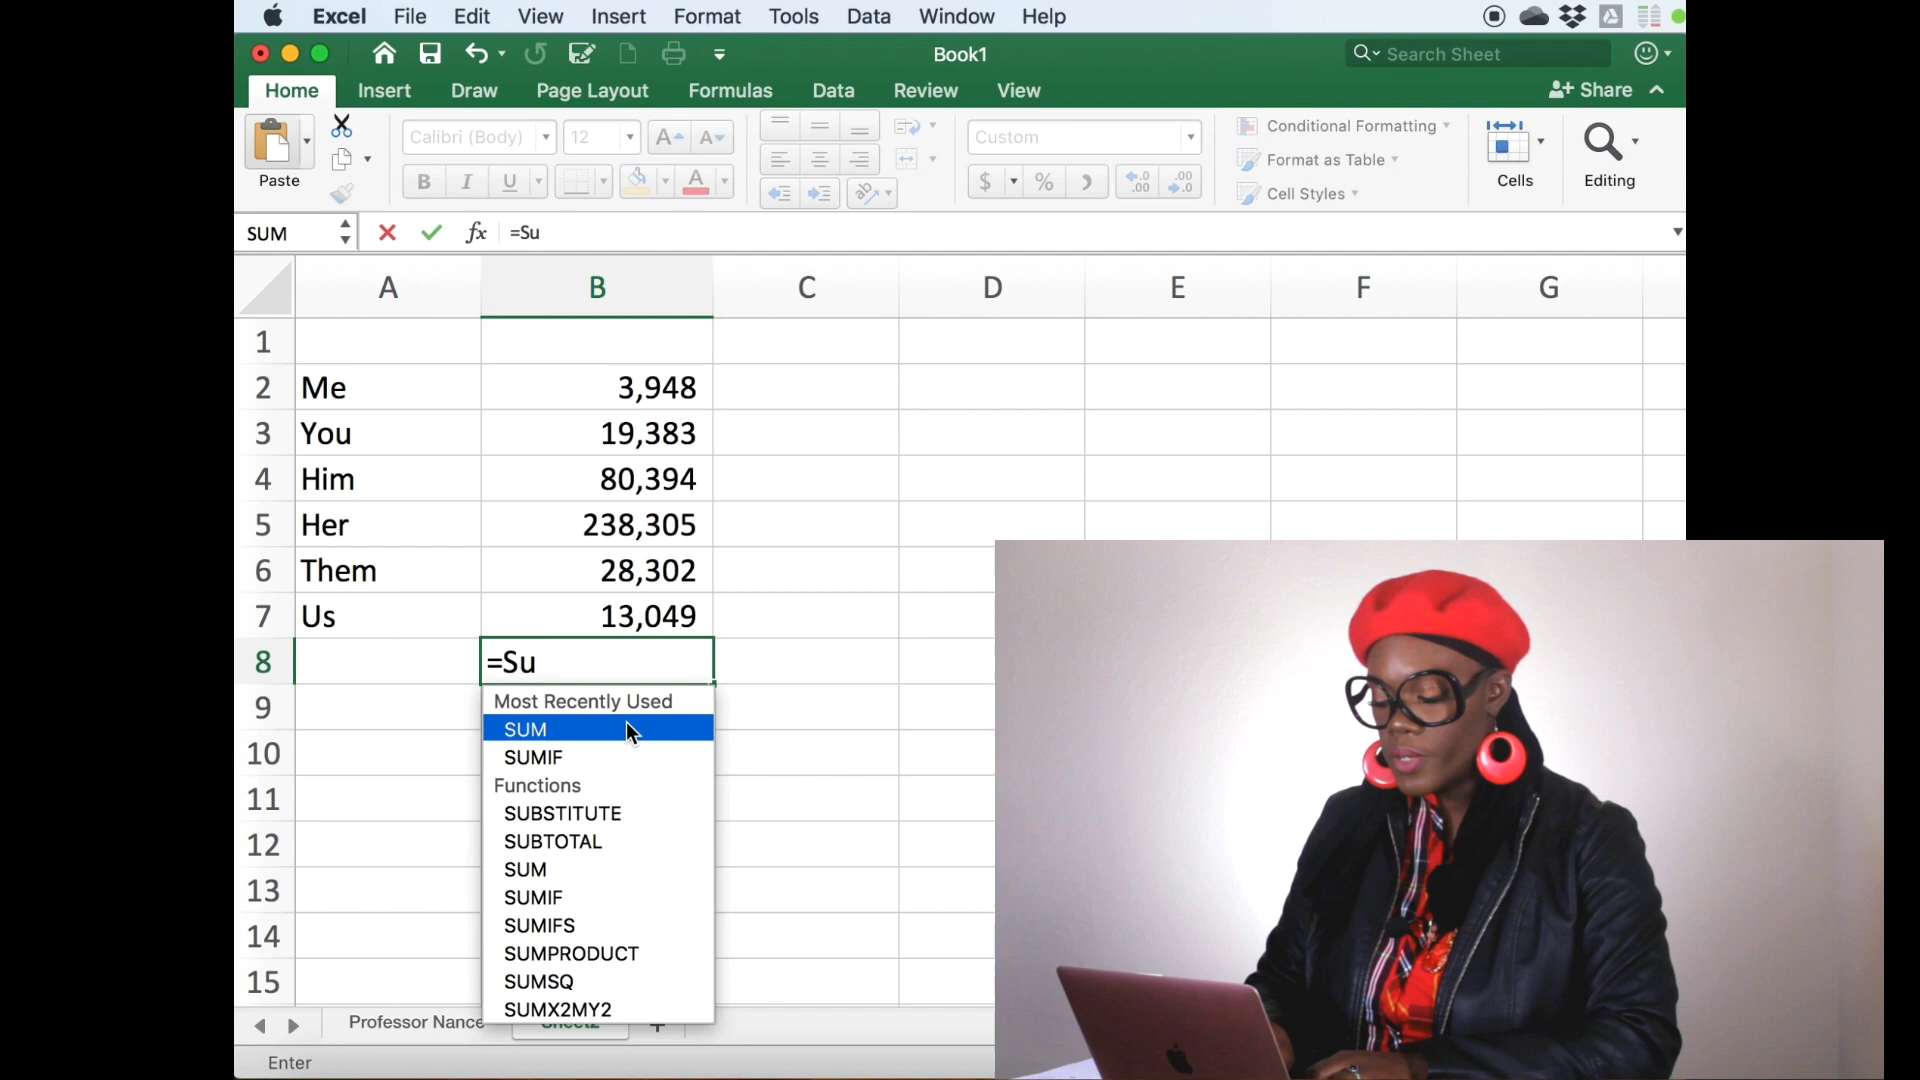 Excel File Edit View Insert Format Tools Data Window Help
Book1
Search Sheet
Home Insert Draw Page Layout Formulas Data Review View Share
Paste
Calibri (Body) 12
B I U
Custom
$ %
Conditional Formatting
Format as Table
Cell Styles
Cells
Editing
SUM fx =Su
A B C D E F G
1
2 Me 3,948
3 You 19,383
4 Him 80,394
5 Her 238,305
6 Them 28,302
7 Us 13,049
8 =Su
9
10
11
12
13
14
15
Most Recently Used
SUM
SUMIF
Functions
SUBSTITUTE
SUBTOTAL
SUM
SUMIF
SUMIFS
SUMPRODUCT
SUMSQ
SUMX2MY2
Professor Nance Sheet2 +
Enter